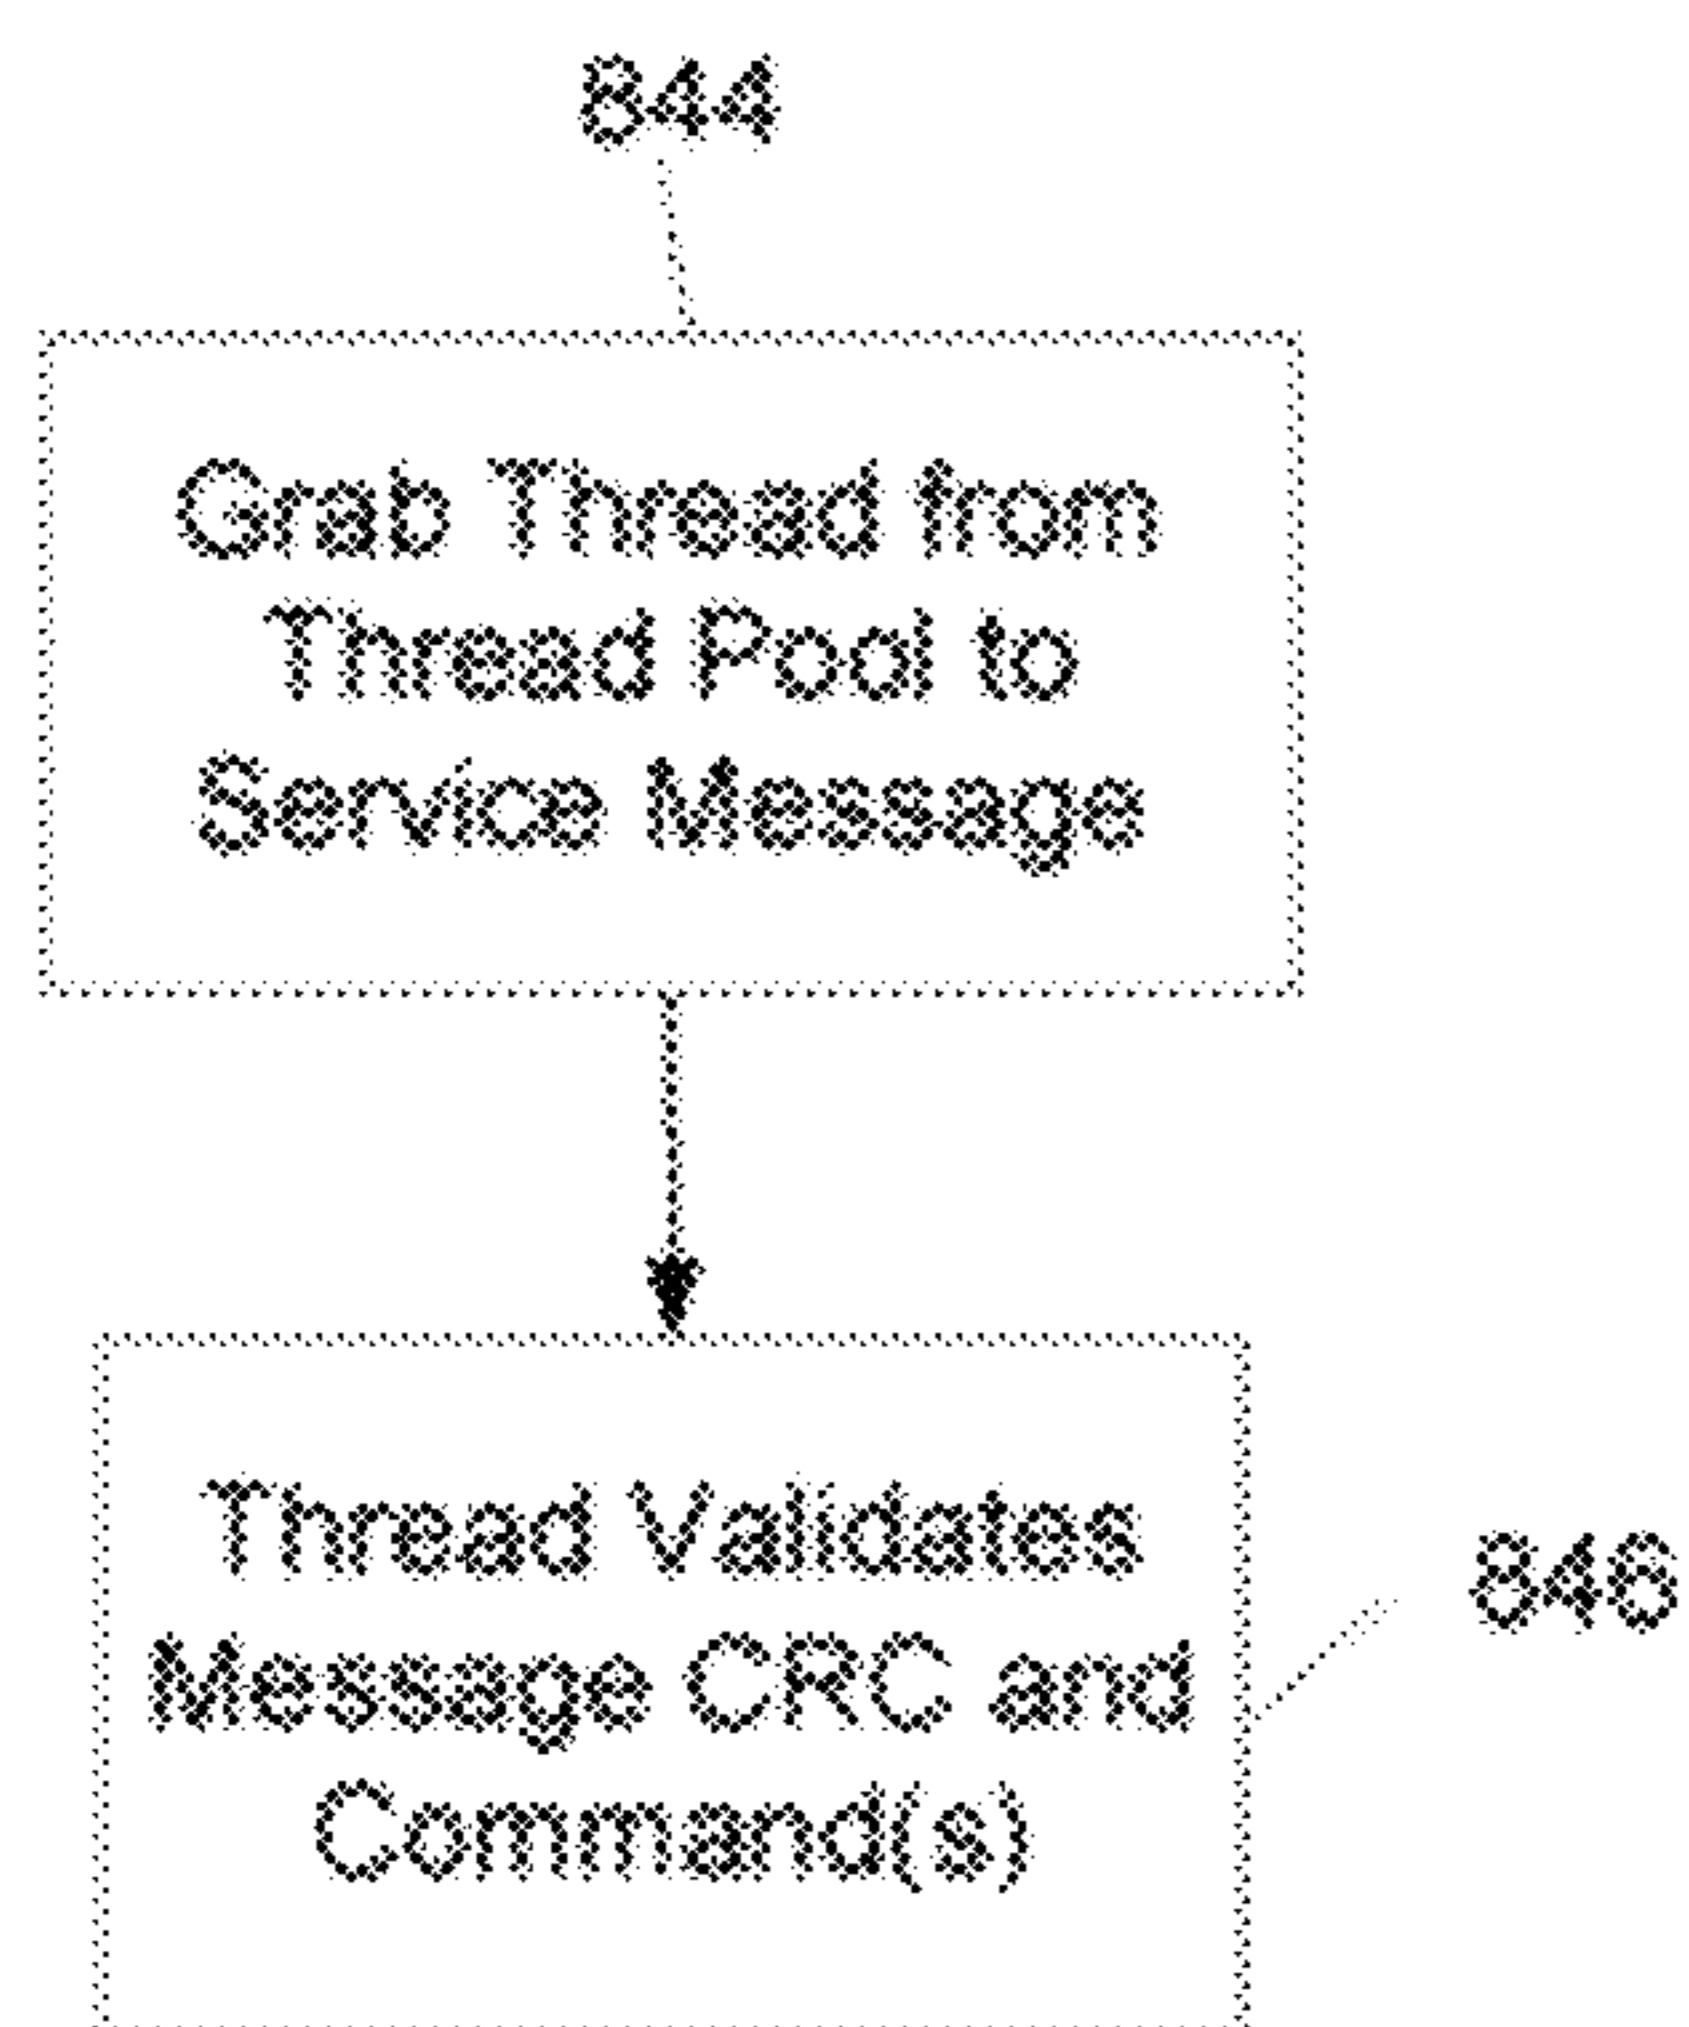 844
Grab Thread from
Thread Pool to
Service Message
Thread Validates
Message CRC and
Command(s)
846